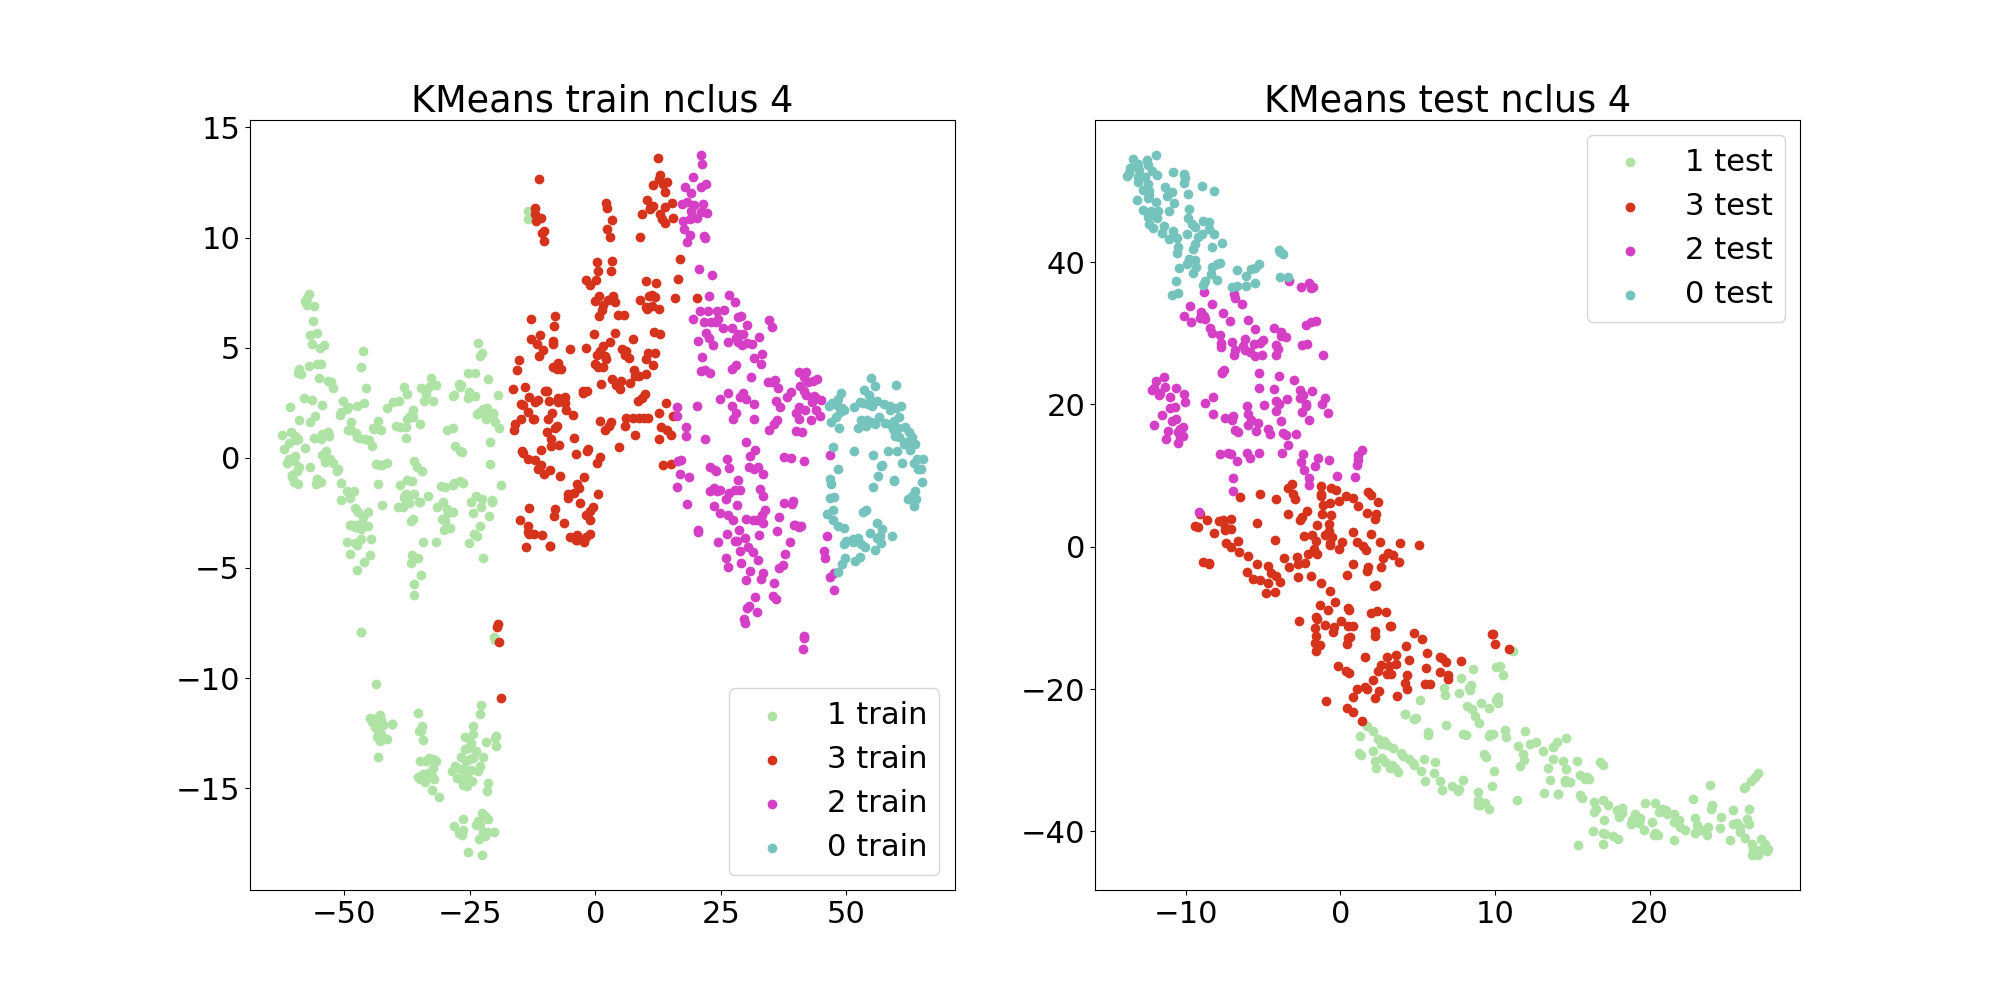 KMeans train nclus 4
15
10
5
0
−5
−10
−15
−50
−25
0
25
50
1 train
3 train
2 train
0 train
KMeans test nclus 4
40
20
0
−20
−40
−10
0
10
20
1 test
3 test
2 test
0 test